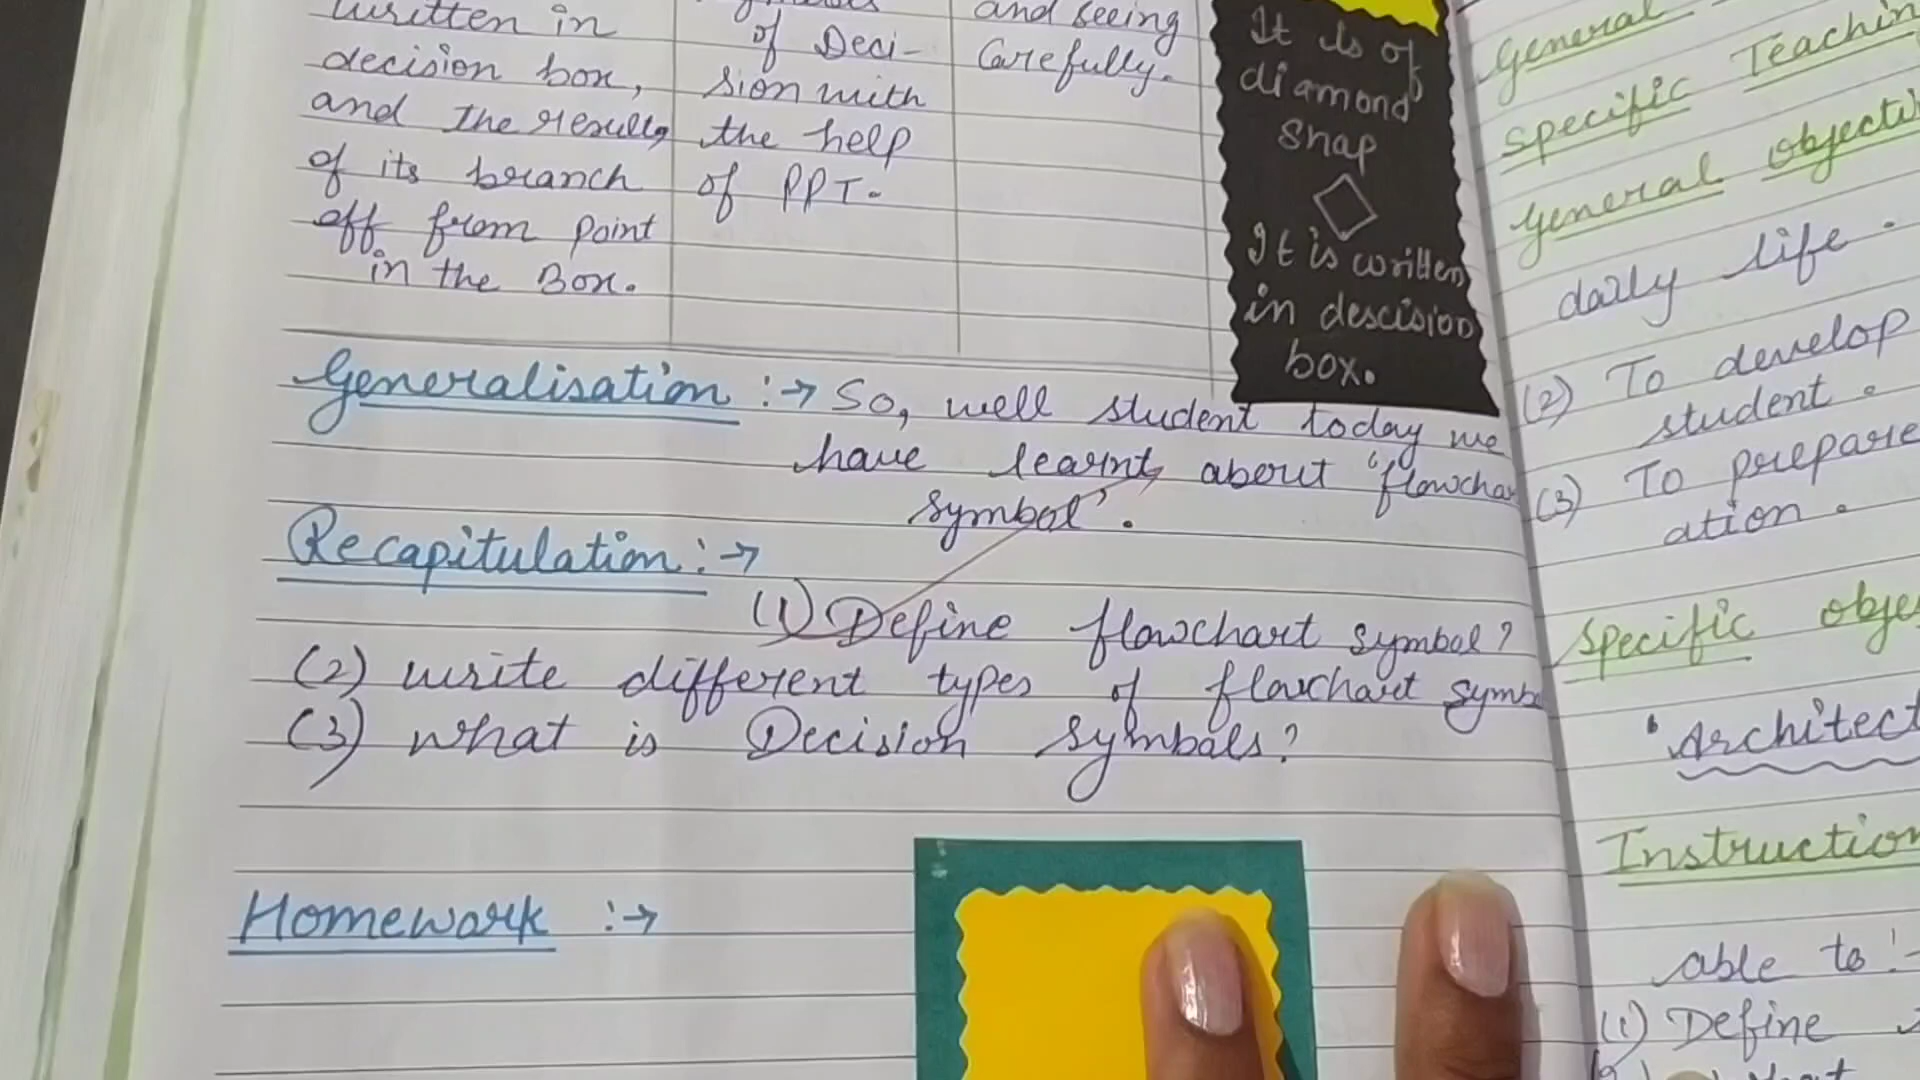 written in
decision box,
and the results
of its branch
off from point
in the Box.
of Deci-
sion with
the help
of PPT.
and seeing
Carefully.
It is of
diamond
snap
It is written
in descision
box.
Generalisation :→ So, well student today we
have learnt about 'flowchar
symbol'.
Recapitulation :→
(1) Define flowchart symbol?
(2) write different types of flowchart symb
(3) what is Decision symbols?
Homework :→
General
Specific Teachin
General objecti
daily life.
(2) To develop
student.
(3) To prepare
ation.
Specific obje
'Architect
Instruction
able to :-
(1) Define